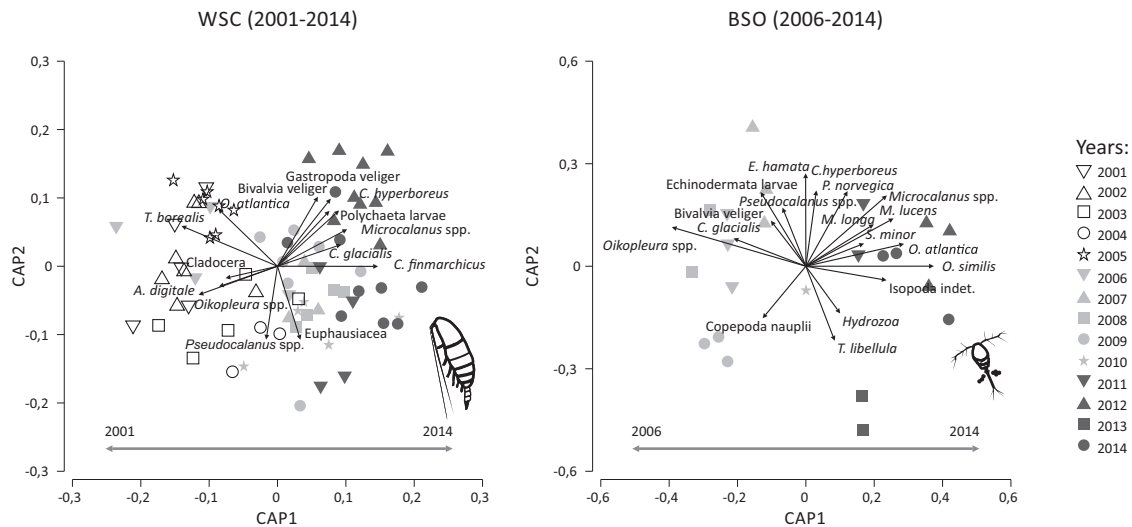 WSC (2001-2014)
0,3
0,2
0,1
0
-0,1
-0,2
-0,3
CAP2
Gastropoda veliger
Bivalvia veliger
C. hyperboreus
O. atlantica
T. borealis
Polychaeta larvae
Microcalanus spp.
C. glacialis
C. finmarchicus
Cladocera
A. digitale
Oikopleura spp.
Euphausiacea
Pseudocalanus spp.
2001
2014
-0,3
-0,2
-0,1
0
0,1
0,2
0,3
CAP1
BSO (2006-2014)
0,6
0,3
0
-0,3
-0,6
CAP2
E. hamata
C.hyperboreus
Echinodermata larvae
P. norvegica
Pseudocalanus spp.
Microcalanus spp.
Bivalvia veliger
M. longa
M. lucens
C. glacialis
S. minor
Oikopleura spp.
O. atlantica
O. similis
Isopoda indet.
Copepoda nauplii
Hydrozoa
T. libellula
2006
2014
-0,6
-0,4
-0,2
0
0,2
0,4
0,6
CAP1
Years:
2001
2002
2003
2004
2005
2006
2007
2008
2009
2010
2011
2012
2013
2014